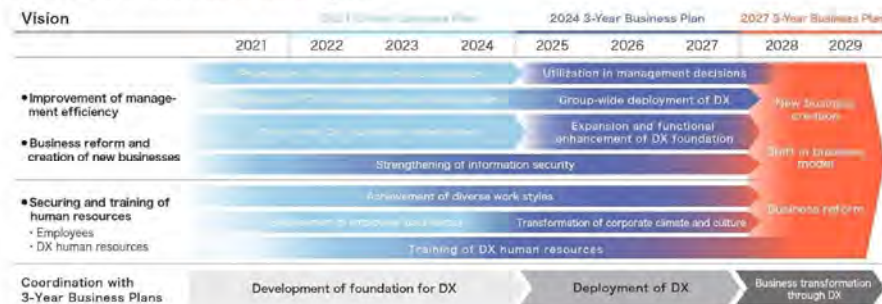 Vision
2024 3-Year Business Plan
2027 3-Year Business Plan
2021 2022 2023 2024 2025 2026 2027 2028 2029
Utilization in management decisions
•Improvement of manage-
ment efficiency
Group-wide deployment of DX
New business
creation
•Business reform and
creation of new businesses
Expansion and functional
enhancement of DX foundation
Strengthening of information security
Shift in business
model
•Securing and training of
human resources
・Employees
・DX human resources
Achievement of diverse work styles
Transformation of corporate climate and culture
Business reform
Training of DX human resources
Coordination with
3-Year Business Plans
Development of foundation for DX
Deployment of DX
Business transformation
through DX